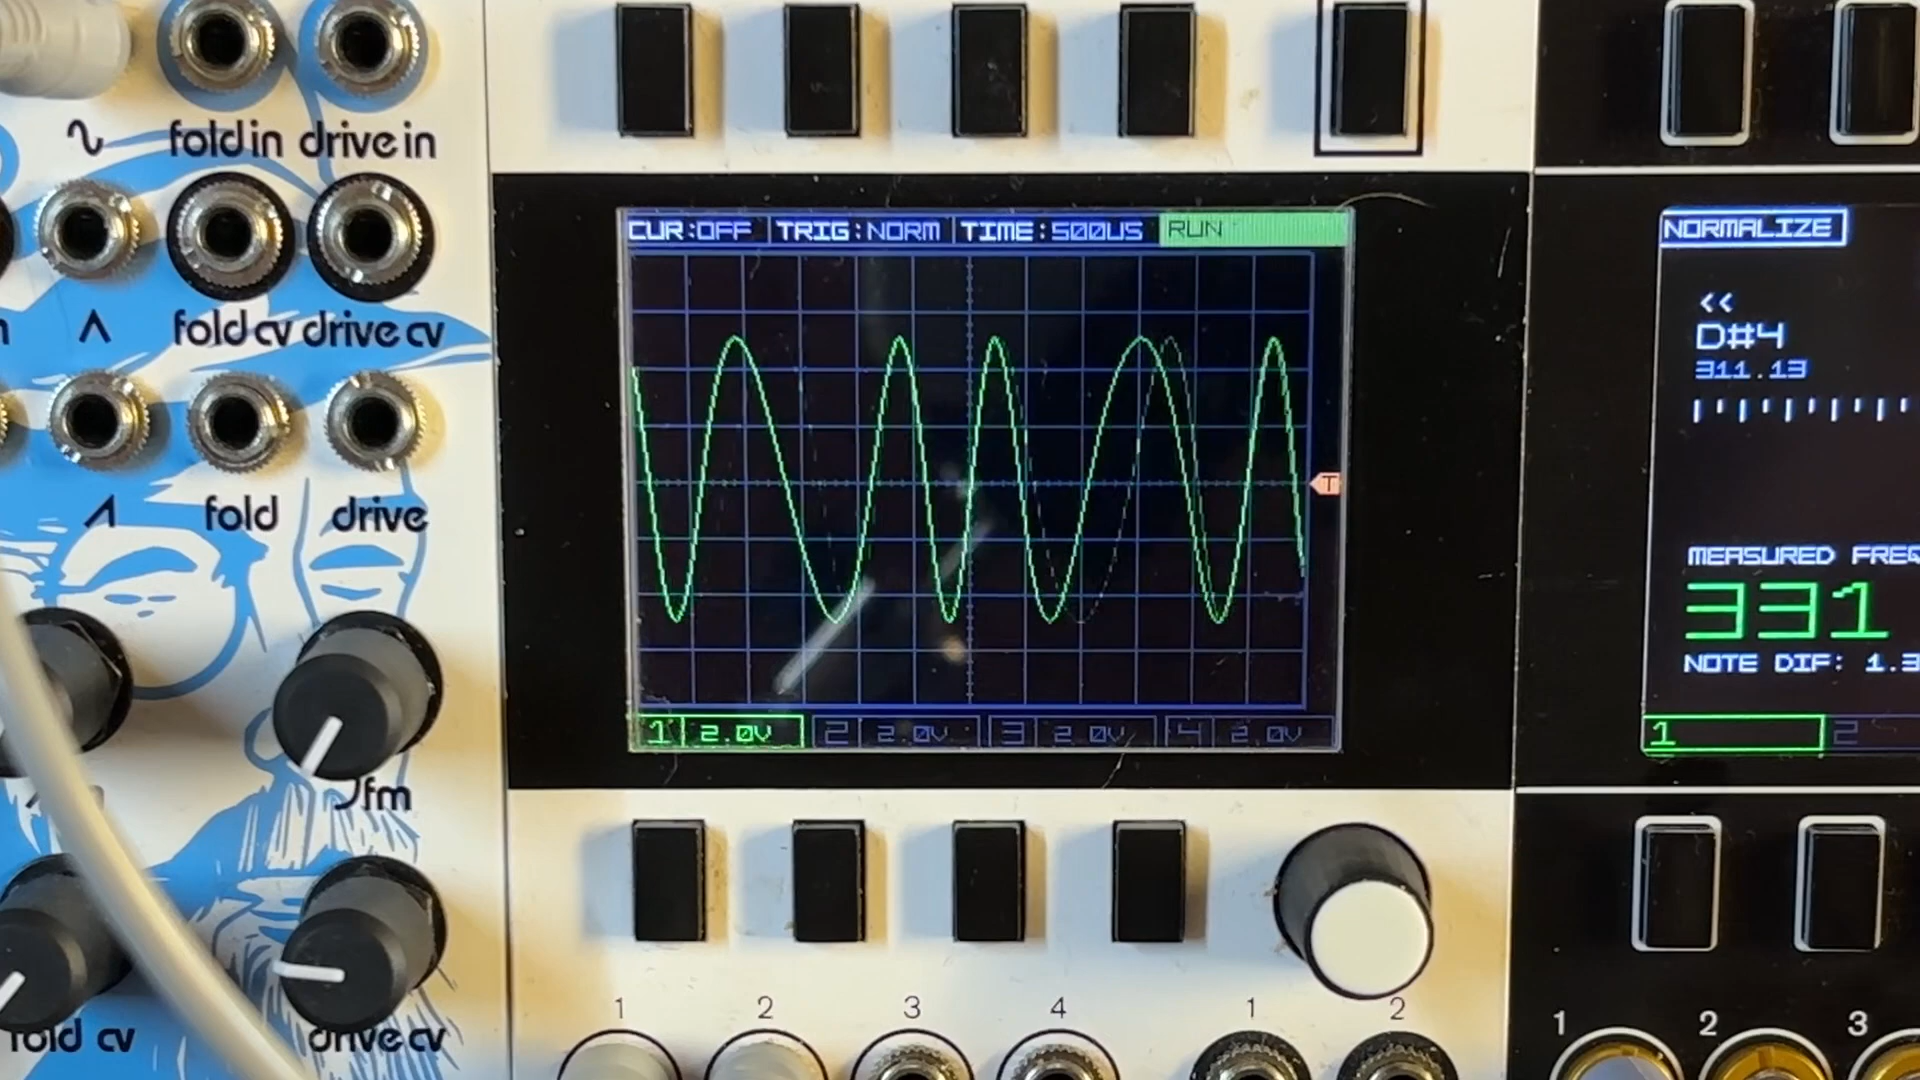 fold in drive in
fold cv drive cv
fold drive
fm
fold cv drive cv
CUR:OFF TRIG:NORM TIME:500US RUN
T
1 2.0V 2 2.0V 3 2.0V 4 2.0V
1 2 3 4 1 2
NORMALIZE
<<
D#4
311.13
MEASURED FREQ
331
NOTE DIF: 1.3
1 2
1 2 3